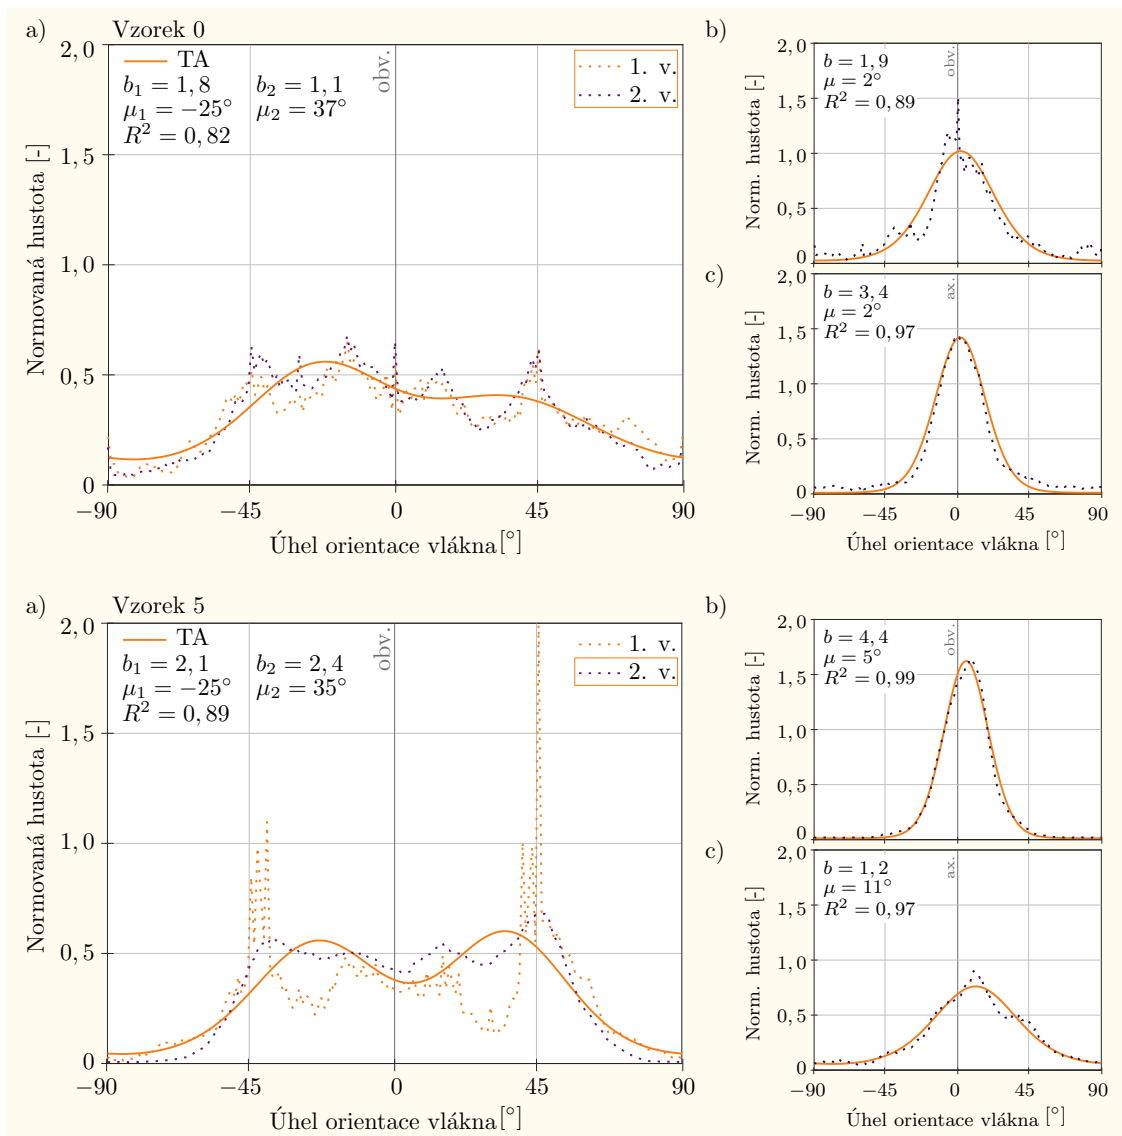 a) Vzorek 0
2,0
1,5
1,0
0,5
0
Normovaná hustota [-]
TA
b₁ = 1,8 b₂ = 1,1
μ₁ = −25° μ₂ = 37°
R² = 0,82
obv.
1. v.
2. v.
−90 −45 0 45 90
Úhel orientace vlákna[°]
b)
2,0
1,5
1,0
0,5
0
Norm. hustota [-]
b = 1,9
μ = 2°
R² = 0,89
obv.
c)
2,0
1,5
1,0
0,5
0
Norm. hustota [-]
b = 3,4
μ = 2°
R² = 0,97
ax.
−90 −45 0 45 90
Úhel orientace vlákna [°]
a) Vzorek 5
2,0
1,5
1,0
0,5
0
Normovaná hustota [-]
TA
b₁ = 2,1 b₂ = 2,4
μ₁ = −25° μ₂ = 35°
R² = 0,89
obv.
1. v.
2. v.
−90 −45 0 45 90
Úhel orientace vlákna[°]
b)
2,0
1,5
1,0
0,5
0
Norm. hustota [-]
b = 4,4
μ = 5°
R² = 0,99
obv.
c)
2,0
1,5
1,0
0,5
0
Norm. hustota [-]
b = 1,2
μ = 11°
R² = 0,97
ax.
−90 −45 0 45 90
Úhel orientace vlákna [°]